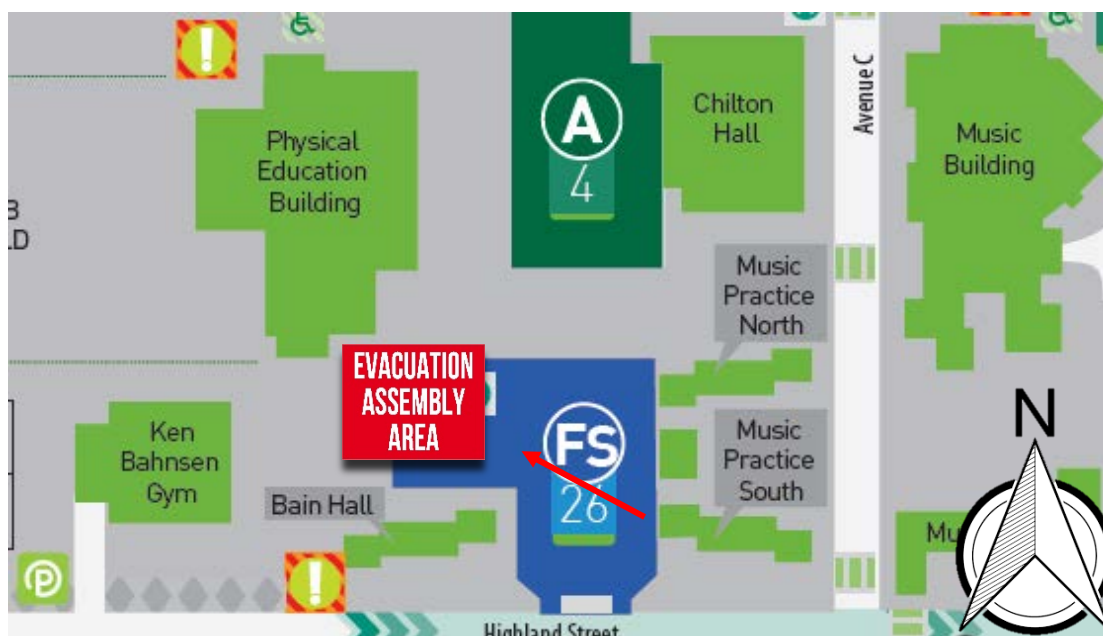 A
4
Chilton
Hall
Avenue C
Music
Building
Physical
Education
Building
Music
Practice
North
EVACUATION
ASSEMBLY
AREA
FS
26
Ken
Bahnsen
Gym
Music
Practice
South
N
Bain Hall
P
Highland Street